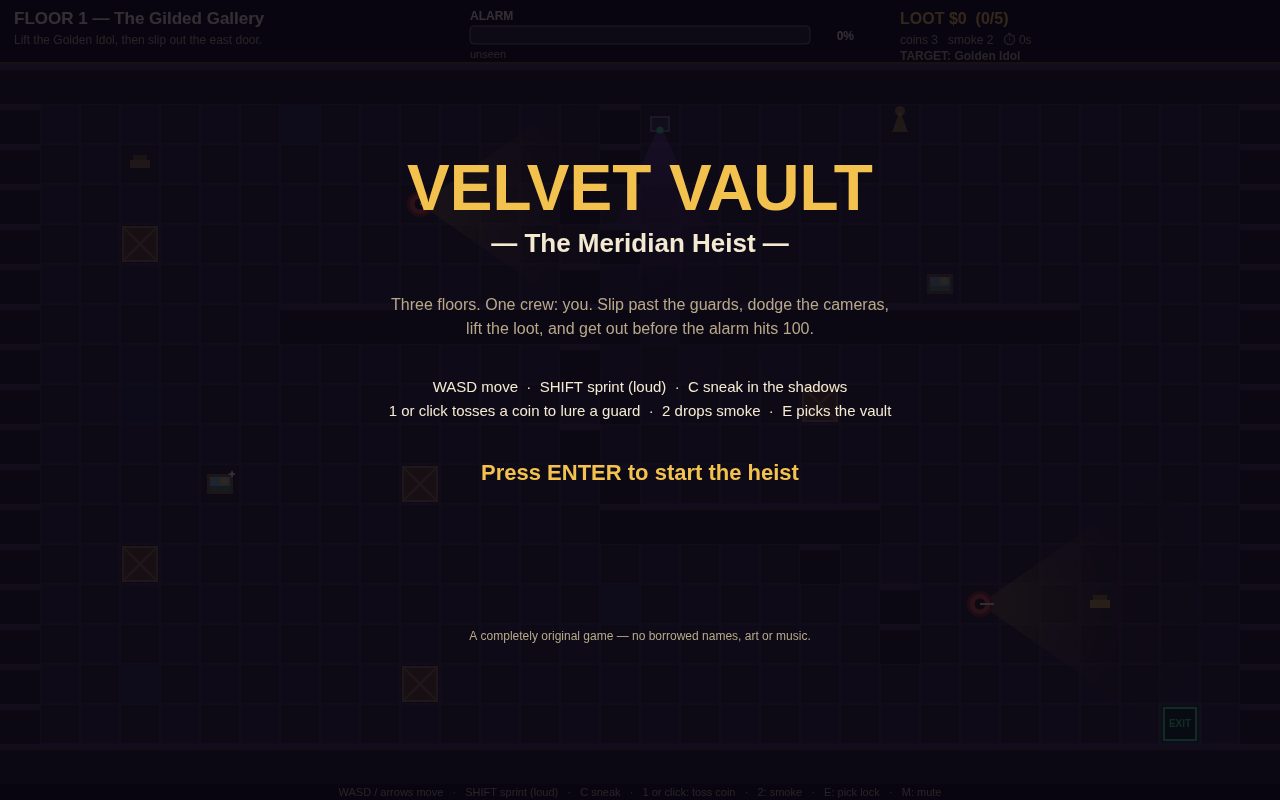 FLOOR 1 — The Gilded Gallery
Lift the Golden Idol, then slip out the east door.
ALARM
0%
unseen
LOOT $0 (0/5)
coins 3 smoke 2 ⏱ 0s
TARGET: Golden Idol
VELVET VAULT
— The Meridian Heist —
Three floors. One crew: you. Slip past the guards, dodge the cameras,
lift the loot, and get out before the alarm hits 100.
WASD move · SHIFT sprint (loud) · C sneak in the shadows
1 or click tosses a coin to lure a guard · 2 drops smoke · E picks the vault
Press ENTER to start the heist
A completely original game — no borrowed names, art or music.
EXIT
WASD / arrows move · SHIFT sprint (loud) · C sneak · 1 or click: toss coin · 2: smoke · E: pick lock · M: mute